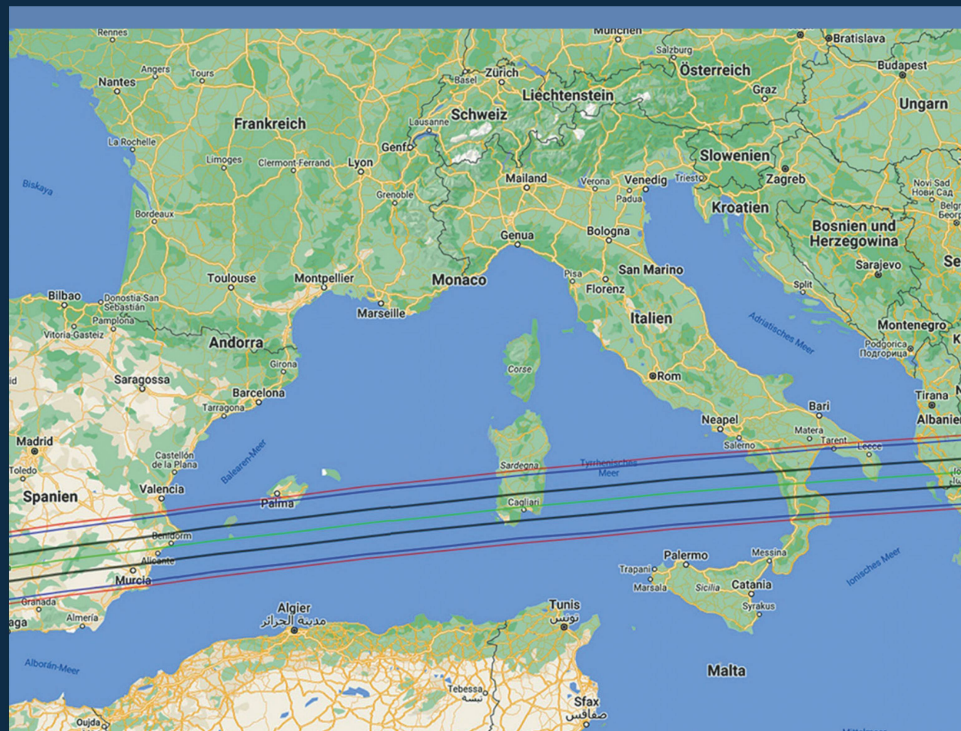 Rennes
München
Salzburg
Bratislava
Angers
Tours
Nantes
Basel
Zürich
Österreich
Budapest
Liechtenstein
Graz
Ungarn
Schweiz
Frankreich
Lausanne
La Rochelle
Genf
Slowenien
Limoges
Clermont-Ferrand
Lyon
Zagreb
Biskaya
Mailand
Verona
Venedig
Triest
Padua
Grenoble
Kroatien
Novi Sad
Нови Сад
Bordeaux
Genua
Bologna
Bosnien und
Herzegowina
Sarajevo
Toulouse
Montpellier
Monaco
Pisa
San Marino
Florenz
Split
Bilbao
Donostia-San
Sebastián
Marseille
Italien
Adriatisches Meer
Montenegro
Vitoria-Gasteiz
Pamplona
Andorra
Podgorica
Подгорица
Girona
Corse
Saragossa
Rom
Barcelona
Tirana
Tarragona
Bari
Neapel
Albanien
Madrid
Salerno
Matera
Tarent
Lecce
Balearen-Meer
Castellón
de la Plana
Toledo
Sardegna
Tyrrhenisches
Meer
Spanien
Valencia
Palma
Cagliari
Benidorm
Alicante
Murcia
Palermo
Messina
Ionisches Meer
Trapani
Marsala
Sicilia
Catania
Granada
Syrakus
Almería
Algier
مدينة الجزائر
Tunis
تونس
Alborán-Meer
Malta
Tebessa
تبسة
Sfax
صفاقس
Oujda